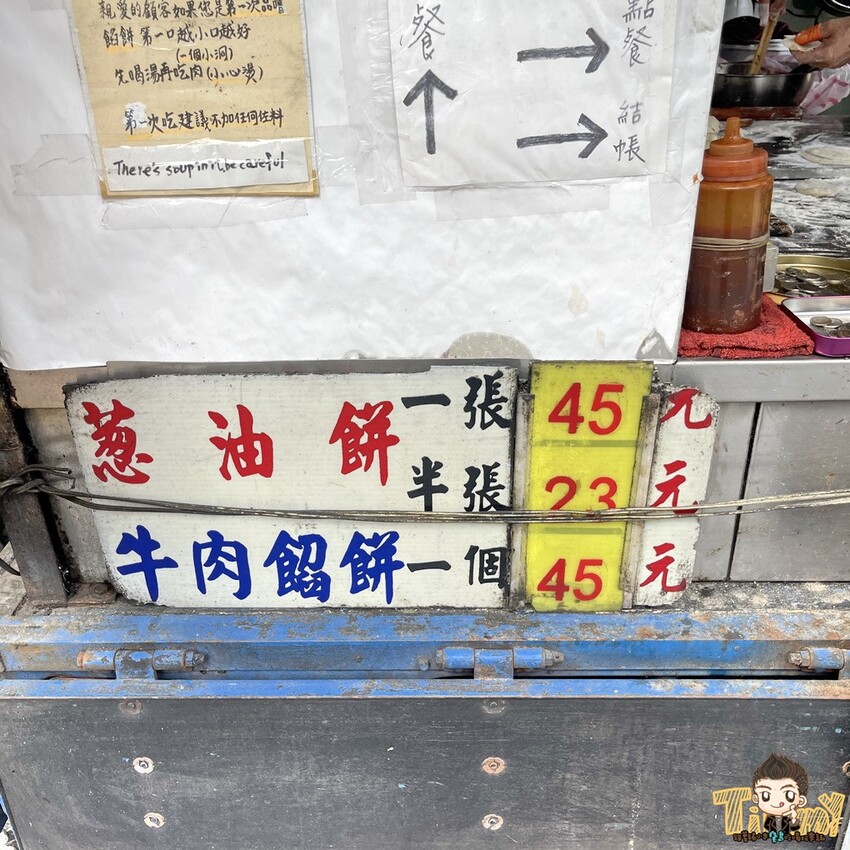 親愛的顧客如果您是第一次品嚐
餡餅 第一口越小口越好
(一個小洞)
先喝湯再吃肉(小心燙)
第一次吃建議不加任何佐料
There's soup in it, be careful
餐
點餐
結帳
葱油餅 一張 45 元
半張 23 元
牛肉餡餅 一個 45 元